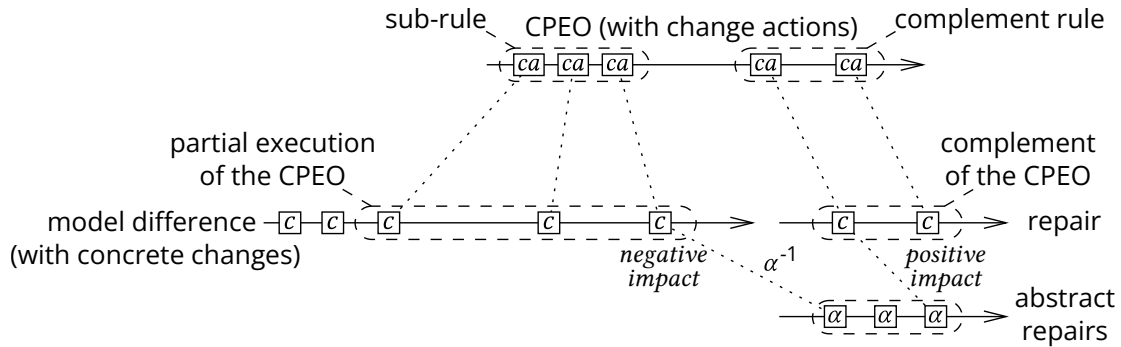 sub-rule
CPEO (with change actions)
complement rule
ca ca ca ca ca
partial execution
of the CPEO
complement
of the CPEO
model difference
(with concrete changes)
c c c c c c c
repair
negative
impact
α-1
positive
impact
α α α
abstract
repairs